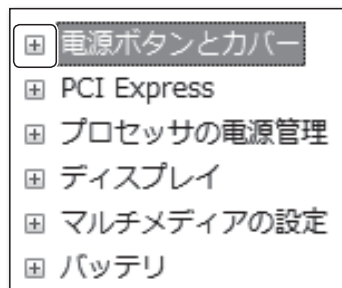 電源ボタンとカバー
PCI Express
プロセッサの電源管理
ディスプレイ
マルチメディアの設定
バッテリ